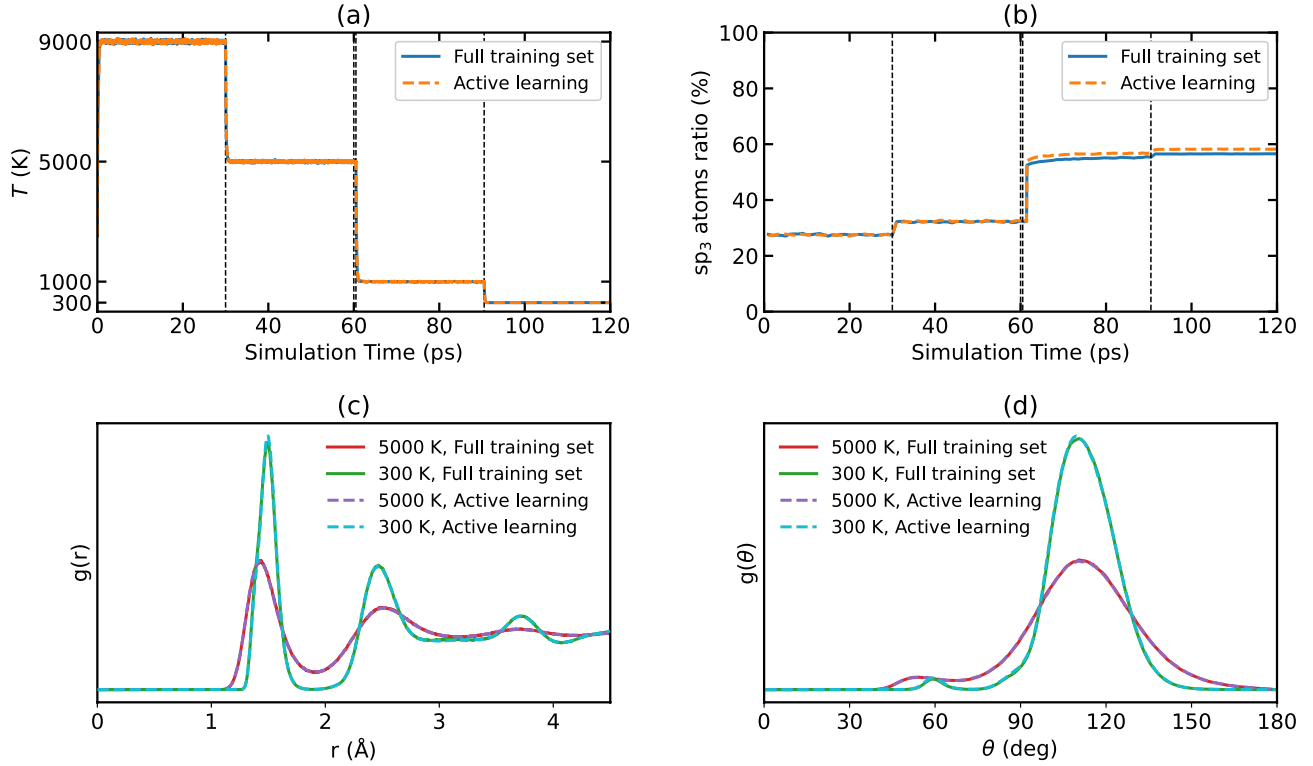 (a)
9000
5000
1000
300
T (K)
Full training set
Active learning
0
20
40
60
80
100
120
Simulation Time (ps)
(b)
100
80
60
40
20
0
sp₃ atoms ratio (%)
Full training set
Active learning
0
20
40
60
80
100
120
Simulation Time (ps)
(c)
g(r)
5000 K, Full training set
300 K, Full training set
5000 K, Active learning
300 K, Active learning
0
1
2
3
4
r (Å)
(d)
g(θ)
5000 K, Full training set
300 K, Full training set
5000 K, Active learning
300 K, Active learning
0
30
60
90
120
150
180
θ (deg)